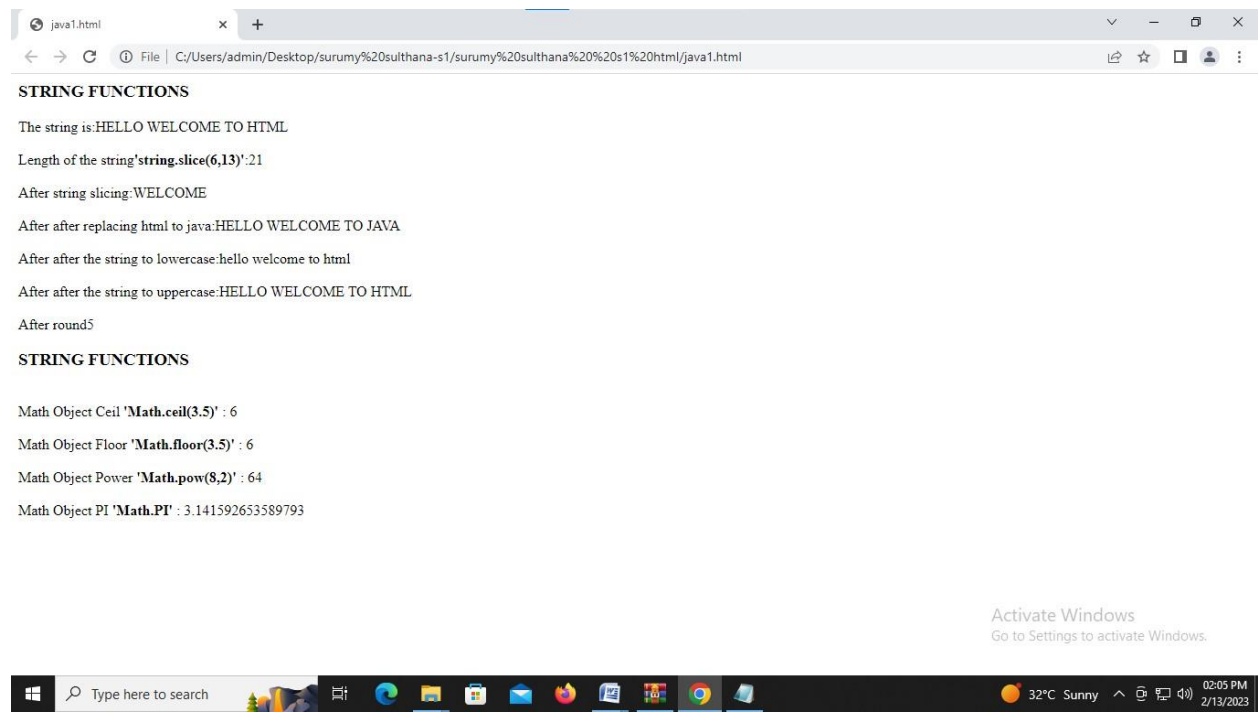 java1.html
File | C:/Users/admin/Desktop/surumy%20sulthana-s1/surumy%20sulthana%20%20s1%20html/java1.html
STRING FUNCTIONS
The string is:HELLO WELCOME TO HTML
Length of the string'string.slice(6,13)':21
After string slicing:WELCOME
After after replacing html to java:HELLO WELCOME TO JAVA
After after the string to lowercase:hello welcome to html
After after the string to uppercase:HELLO WELCOME TO HTML
After round5
STRING FUNCTIONS
Math Object Ceil 'Math.ceil(3.5)' : 6
Math Object Floor 'Math.floor(3.5)' : 6
Math Object Power 'Math.pow(8,2)' : 64
Math Object PI 'Math.PI' : 3.141592653589793
Activate Windows
Go to Settings to activate Windows.
Type here to search
32°C Sunny
02:05 PM
2/13/2023